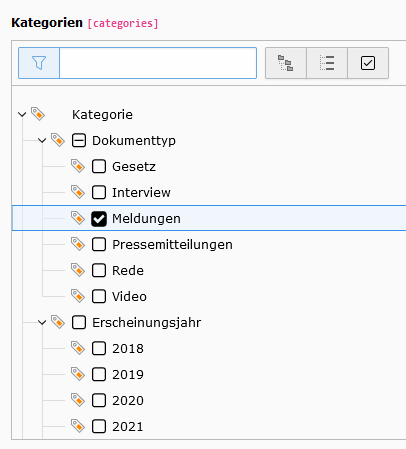 Kategorien [categories]
Kategorie
Dokumenttyp
Gesetz
Interview
Meldungen
Pressemitteilungen
Rede
Video
Erscheinungsjahr
2018
2019
2020
2021